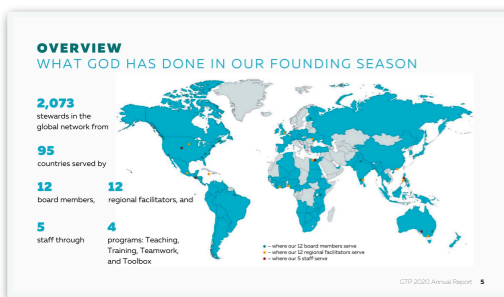 OVERVIEW
WHAT GOD HAS DONE IN OUR FOUNDING SEASON
2,073
stewards in the
global network from
95
countries served by
12
board members,
12
regional facilitators, and
5
staff through
4
programs: Teaching,
Training, Teamwork,
and Toolbox
– where our 12 board members serve
– where our 12 regional facilitators serve
– where our 5 staff serve
GTP 2020 Annual Report 5